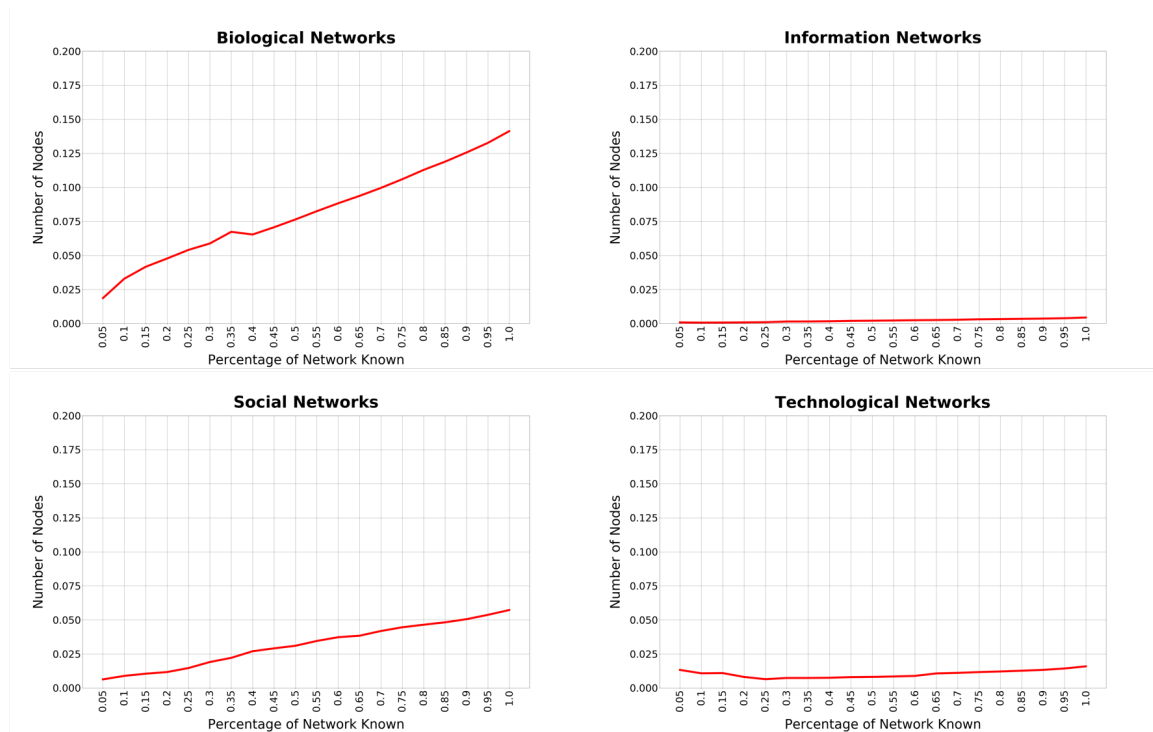 Biological Networks
0.200
0.175
0.150
0.125
0.100
0.075
0.050
0.025
0.000
Number of Nodes
0.05 0.1 0.15 0.2 0.25 0.3 0.35 0.4 0.45 0.5 0.55 0.6 0.65 0.7 0.75 0.8 0.85 0.9 0.95 1.0
Percentage of Network Known
Information Networks
0.200
0.175
0.150
0.125
0.100
0.075
0.050
0.025
0.000
Number of Nodes
0.05 0.1 0.15 0.2 0.25 0.3 0.35 0.4 0.45 0.5 0.55 0.6 0.65 0.7 0.75 0.8 0.85 0.9 0.95 1.0
Percentage of Network Known
Social Networks
0.200
0.175
0.150
0.125
0.100
0.075
0.050
0.025
0.000
Number of Nodes
0.05 0.1 0.15 0.2 0.25 0.3 0.35 0.4 0.45 0.5 0.55 0.6 0.65 0.7 0.75 0.8 0.85 0.9 0.95 1.0
Percentage of Network Known
Technological Networks
0.200
0.175
0.150
0.125
0.100
0.075
0.050
0.025
0.000
Number of Nodes
0.05 0.1 0.15 0.2 0.25 0.3 0.35 0.4 0.45 0.5 0.55 0.6 0.65 0.7 0.75 0.8 0.85 0.9 0.95 1.0
Percentage of Network Known